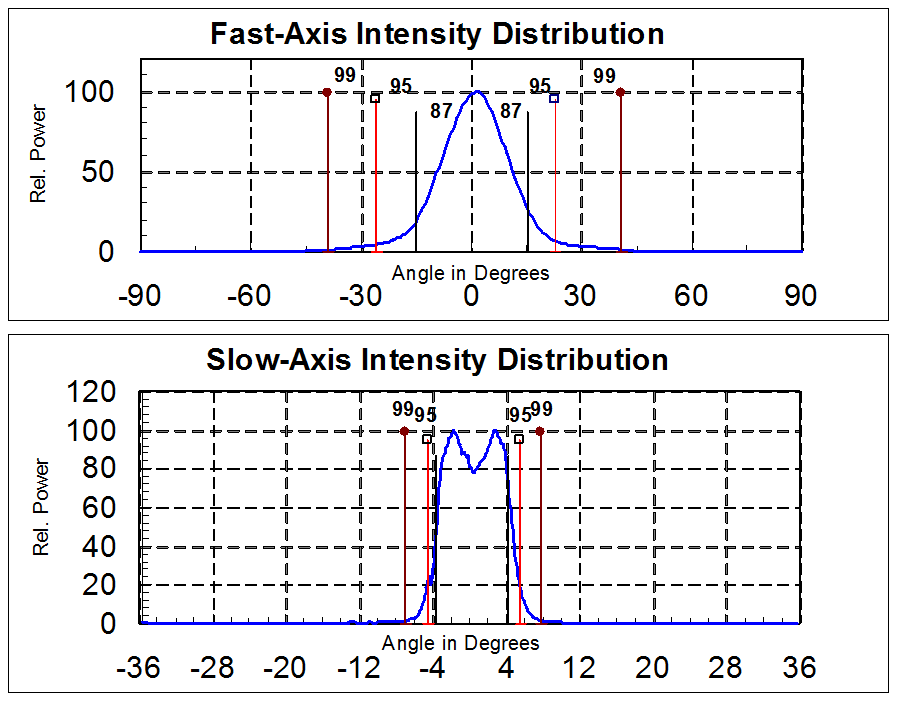 Fast-Axis Intensity Distribution
99 95 87 87 95 99
100
50
0
Rel. Power
Angle in Degrees
-90 -60 -30 0 30 60 90
Slow-Axis Intensity Distribution
120
99 95 95 99
100
80
60
40
20
0
Rel. Power
Angle in Degrees
-36 -28 -20 -12 -4 4 12 20 28 36